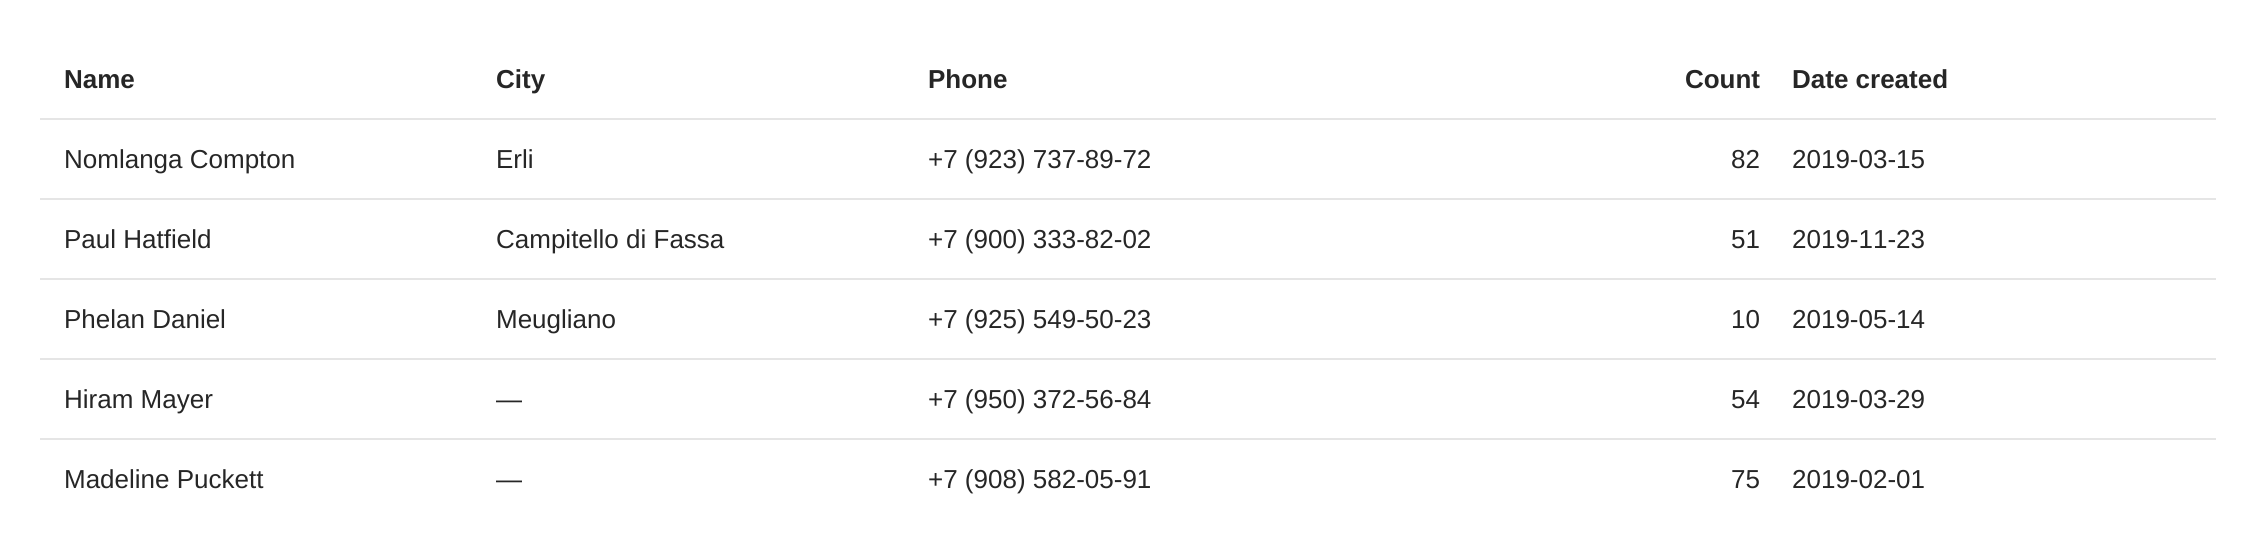 Name City Phone Count Date created
Nomlanga Compton Erli +7 (923) 737-89-72 82 2019-03-15
Paul Hatfield Campitello di Fassa +7 (900) 333-82-02 51 2019-11-23
Phelan Daniel Meugliano +7 (925) 549-50-23 10 2019-05-14
Hiram Mayer — +7 (950) 372-56-84 54 2019-03-29
Madeline Puckett — +7 (908) 582-05-91 75 2019-02-01